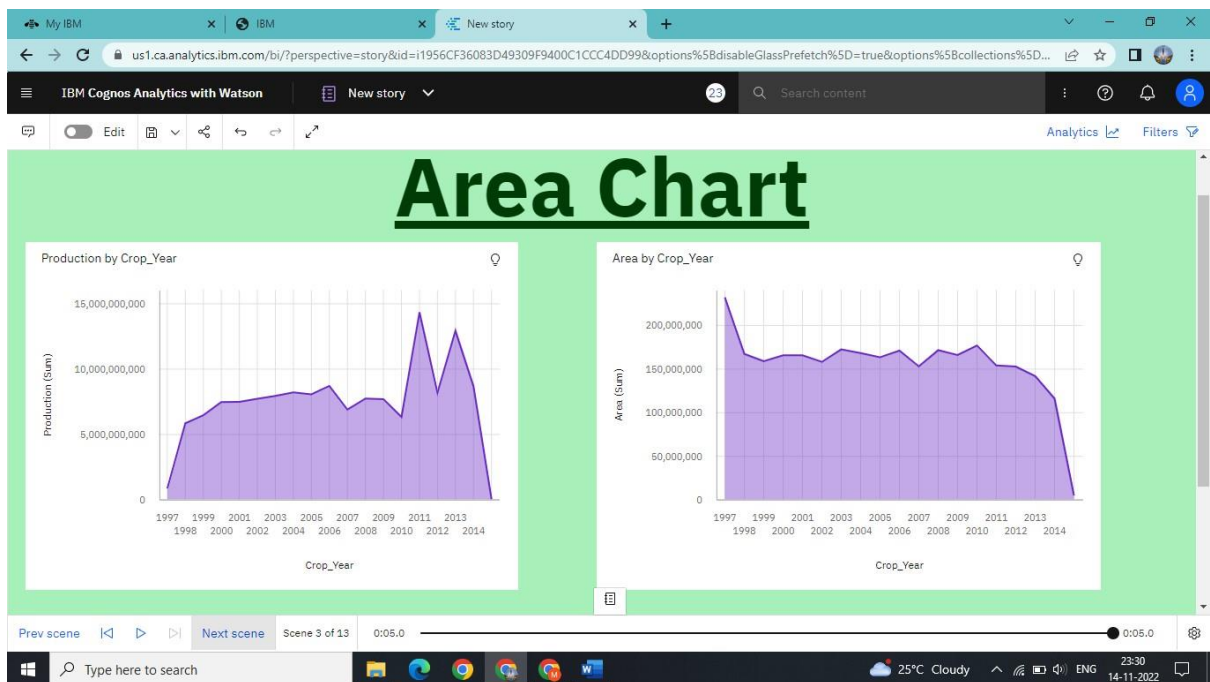 My IBM
IBM
New story
us1.ca.analytics.ibm.com/bi/?perspective=story&id=i1956CF36083D49309F9400C1CCC4DD99&options%5BdisableGlassPrefetch%5D=true&options%5Bcollections%5D...
IBM Cognos Analytics with Watson
New story
23
Search content
Edit
Analytics
Filters
Area Chart
Production by Crop_Year
15,000,000,000
10,000,000,000
5,000,000,000
0
Production (Sum)
1997 1999 2001 2003 2005 2007 2009 2011 2013
1998 2000 2002 2004 2006 2008 2010 2012 2014
Crop_Year
Area by Crop_Year
200,000,000
150,000,000
100,000,000
50,000,000
0
Area (Sum)
1997 1999 2001 2003 2005 2007 2009 2011 2013
1998 2000 2002 2004 2006 2008 2010 2012 2014
Crop_Year
Prev scene
Next scene
Scene 3 of 13
0:05.0
0:05.0
Type here to search
25°C Cloudy
ENG
23:30
14-11-2022